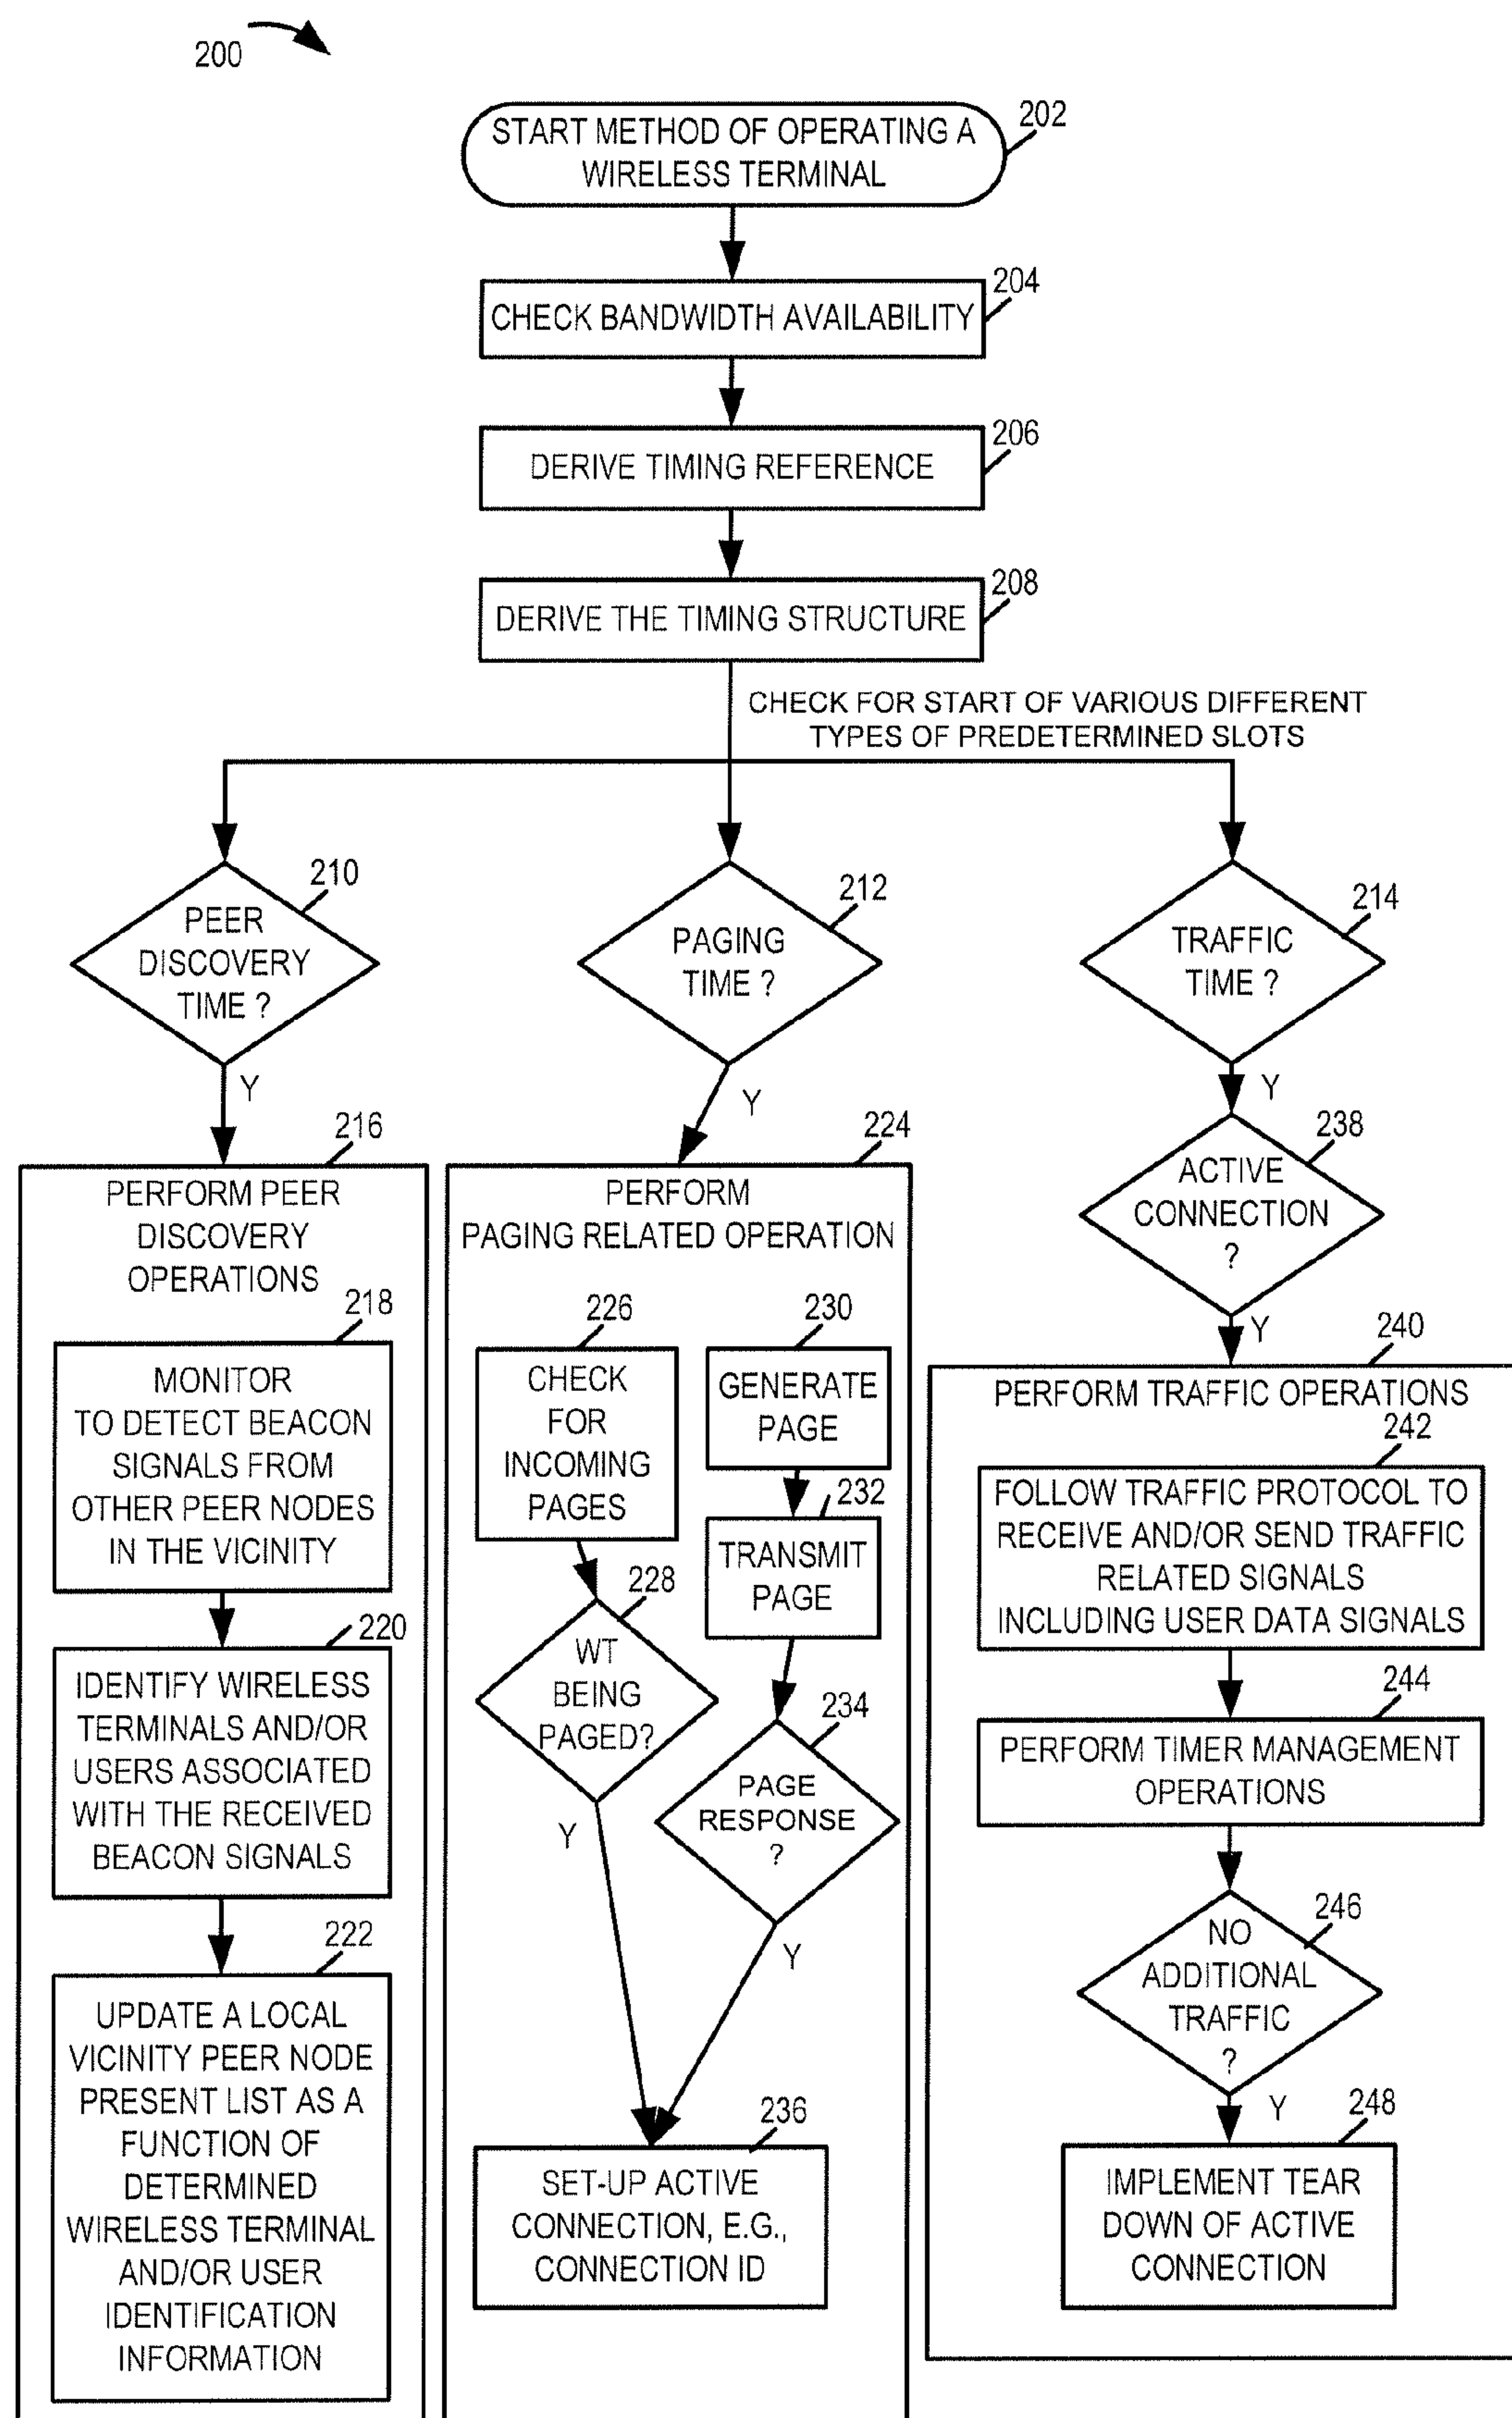 200
START METHOD OF OPERATING A
WIRELESS TERMINAL
202
CHECK BANDWIDTH AVAILABILITY
204
DERIVE TIMING REFERENCE
206
DERIVE THE TIMING STRUCTURE
208
CHECK FOR START OF VARIOUS DIFFERENT
TYPES OF PREDETERMINED SLOTS
210
PEER
DISCOVERY
TIME ?
Y
216
PERFORM PEER
DISCOVERY
OPERATIONS
218
MONITOR
TO DETECT BEACON
SIGNALS FROM
OTHER PEER NODES
IN THE VICINITY
220
IDENTIFY WIRELESS
TERMINALS AND/OR
USERS ASSOCIATED
WITH THE RECEIVED
BEACON SIGNALS
222
UPDATE A LOCAL
VICINITY PEER NODE
PRESENT LIST AS A
FUNCTION OF
DETERMINED
WIRELESS TERMINAL
AND/OR USER
IDENTIFICATION
INFORMATION
212
PAGING
TIME ?
Y
224
PERFORM
PAGING RELATED OPERATION
226
CHECK
FOR
INCOMING
PAGES
228
WT
BEING
PAGED?
Y
230
GENERATE
PAGE
232
TRANSMIT
PAGE
234
PAGE
RESPONSE
?
Y
236
SET-UP ACTIVE
CONNECTION, E.G.,
CONNECTION ID
214
TRAFFIC
TIME ?
Y
238
ACTIVE
CONNECTION
?
Y
240
PERFORM TRAFFIC OPERATIONS
242
FOLLOW TRAFFIC PROTOCOL TO
RECEIVE AND/OR SEND TRAFFIC
RELATED SIGNALS
INCLUDING USER DATA SIGNALS
244
PERFORM TIMER MANAGEMENT
OPERATIONS
246
NO
ADDITIONAL
TRAFFIC
?
Y
248
IMPLEMENT TEAR
DOWN OF ACTIVE
CONNECTION